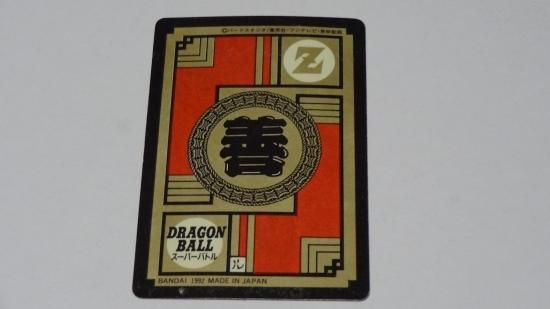 ©バードスタジオ/集英社・フジテレビ・東映動画
Z
善
DRAGON
BALL
スーパーバトル
ル
BANDAI 1992 MADE IN JAPAN